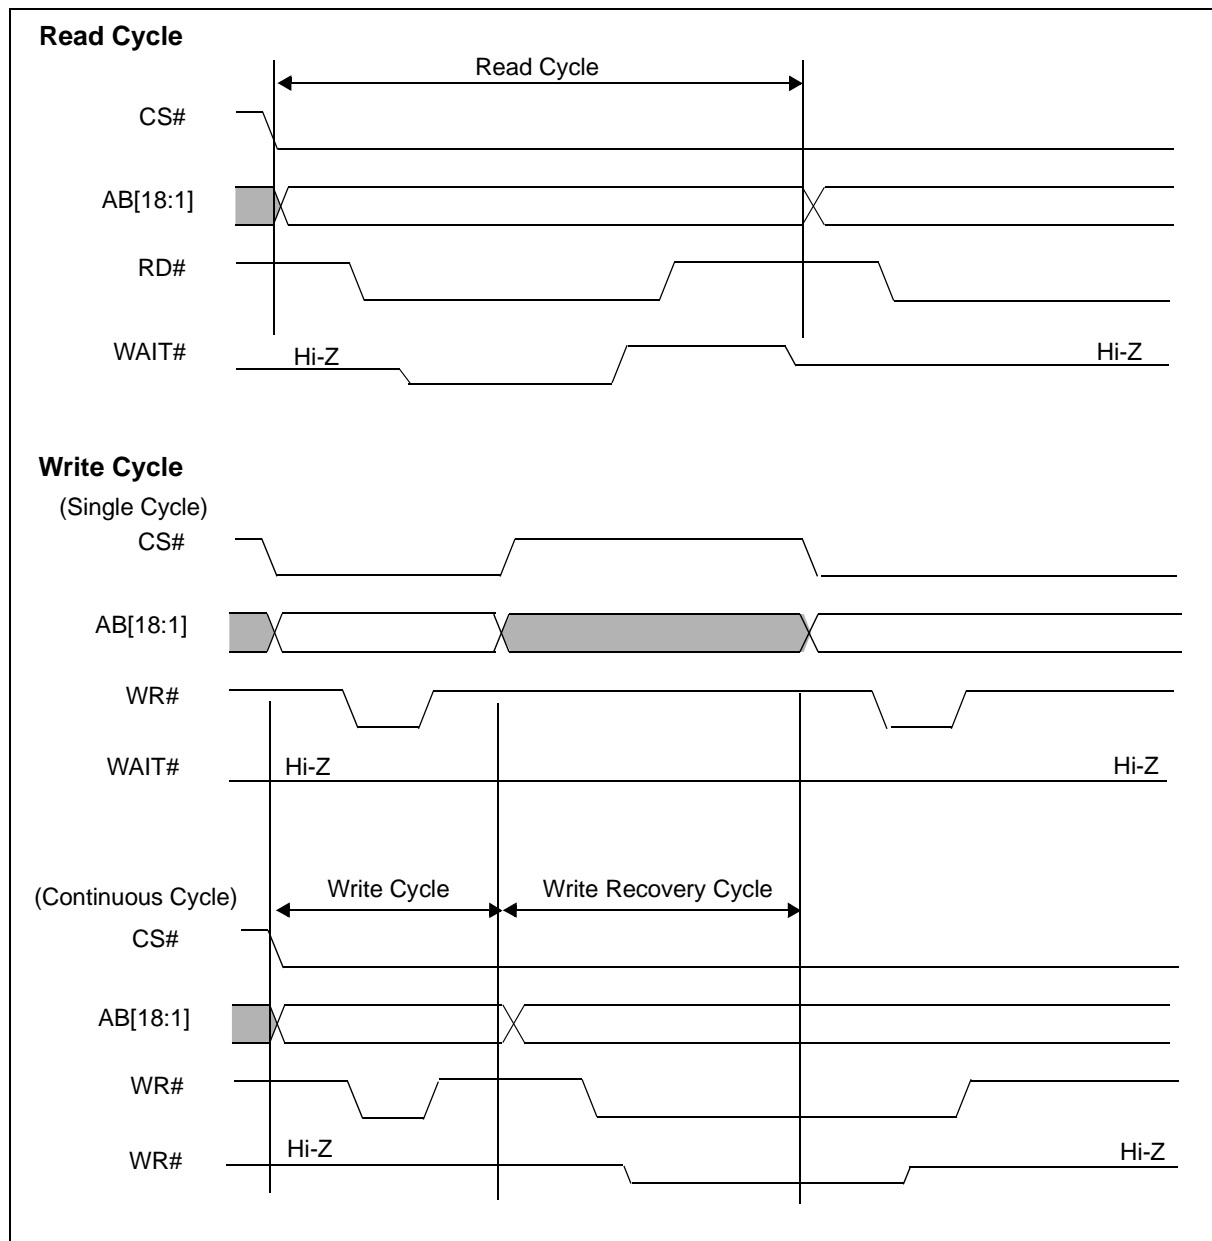 Read Cycle
Read Cycle
CS#
AB[18:1]
RD#
WAIT#
Hi-Z
Hi-Z
Write Cycle
(Single Cycle)
CS#
AB[18:1]
WR#
WAIT#
Hi-Z
Hi-Z
(Continuous Cycle)
Write Cycle
Write Recovery Cycle
CS#
AB[18:1]
WR#
WR#
Hi-Z
Hi-Z